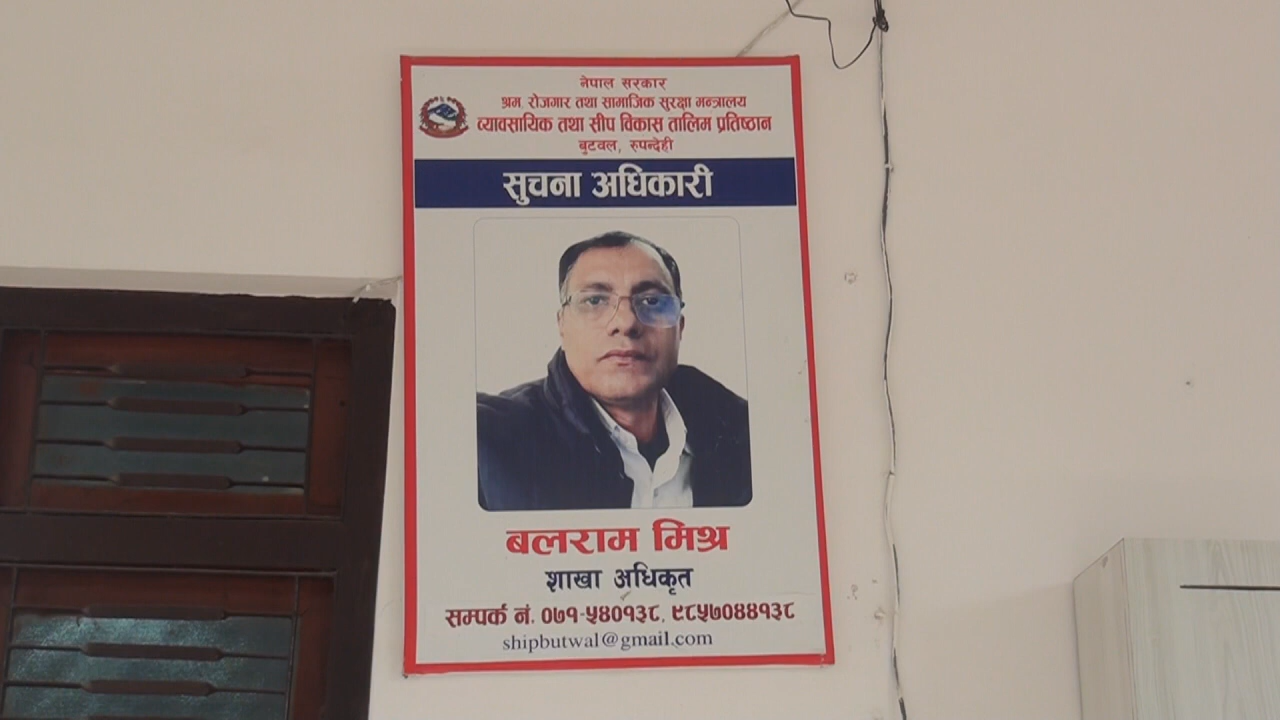 नेपाल सरकार
श्रम, रोजगार तथा सामाजिक सुरक्षा मन्त्रालय
व्यावसायिक तथा सीप विकास तालिम प्रतिष्ठान
बुटवल, रुपन्देही
सुचना अधिकारी
बलराम मिश्र
शाखा अधिकृत
सम्पर्क नं. ०७१-५४०१३८, ९८५७०४४१३८
shipbutwal@gmail.com